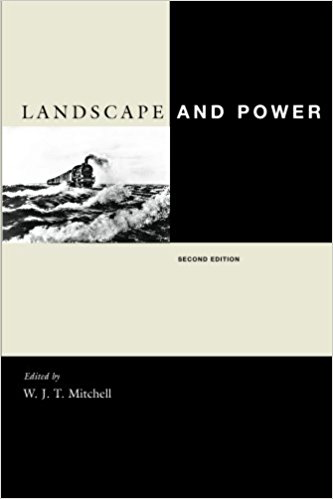 LANDSCAPE AND POWER
SECOND EDITION
Edited by
W. J. T. Mitchell